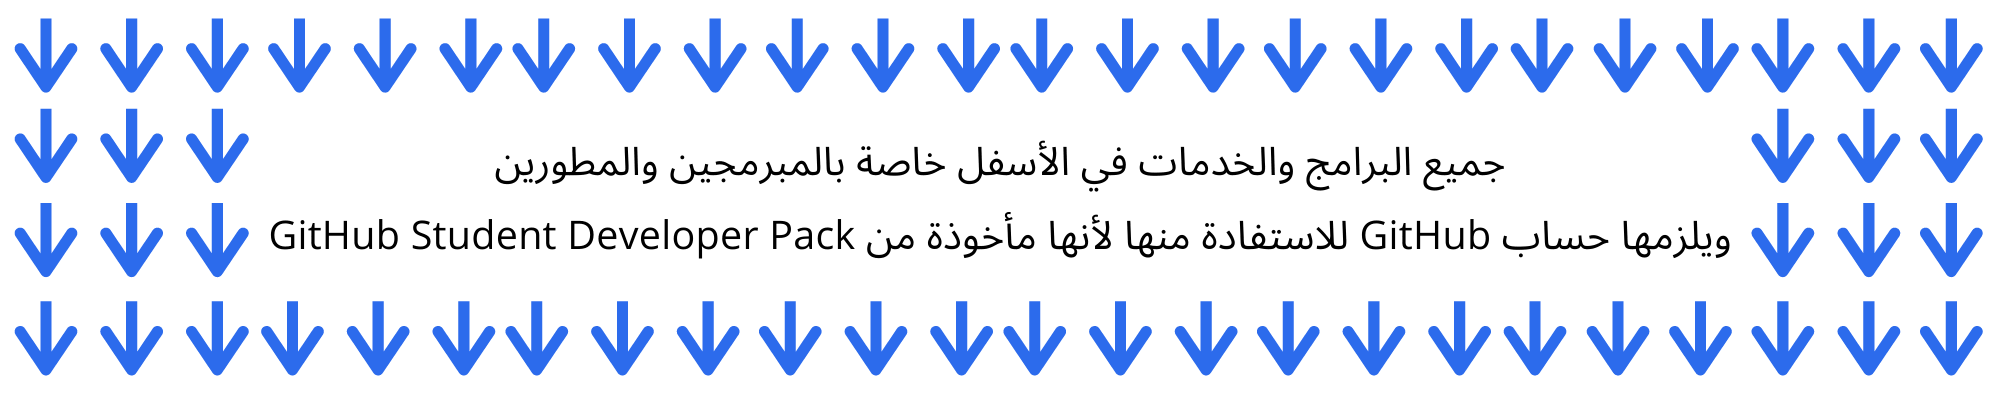 جميع البرامج والخدمات في الأسفل خاصة بالمبرمجين والمطورين
ويلزمها حساب GitHub للاستفادة منها لأنها مأخوذة من GitHub Student Developer Pack